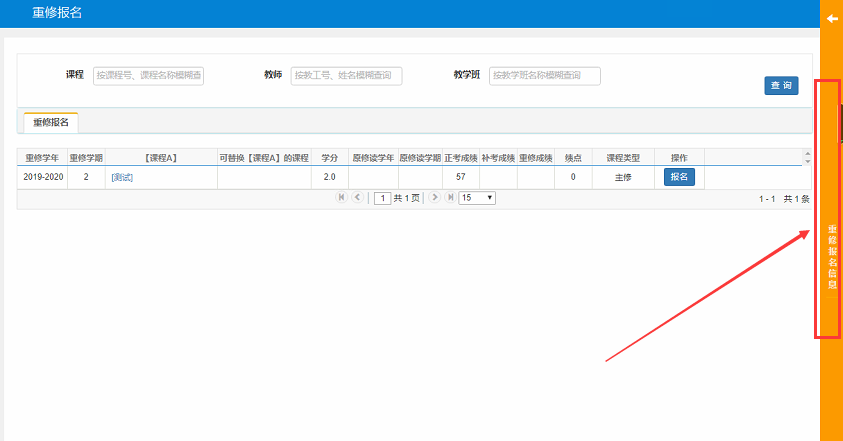 重修报名
课程 按课程号、课程名称模糊查 教师 按教工号、姓名模糊查询 教学班 按教学班名称模糊查询
查 询
重修报名
重修学年 重修学期 【课程A】 可替换【课程A】的课程 学分 原修读学年 原修读学期 正考成绩 补考成绩 重修成绩 绩点 课程类型 操作
2019-2020 2 [测试] 2.0 57 0 主修 报名
1 共 1 页 15 1 - 1 共 1 条
重修报名信息